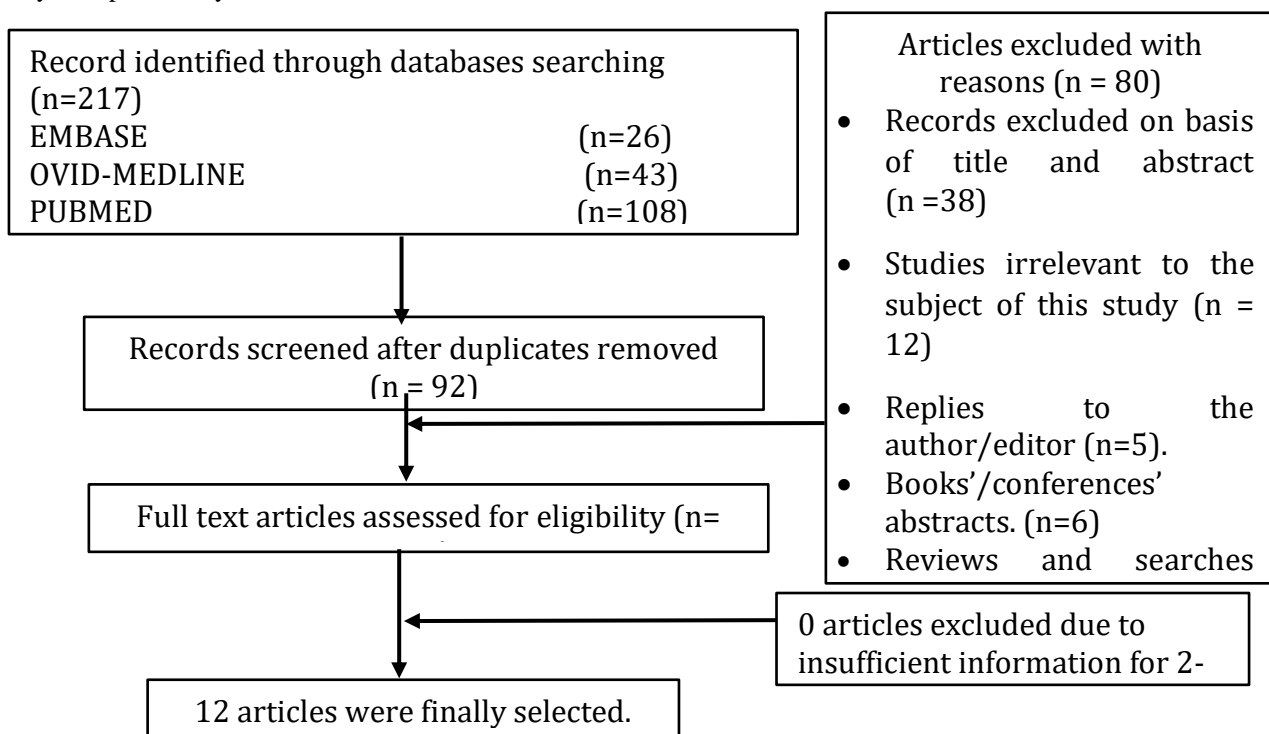 Record identified through databases searching
(n=217)
EMBASE (n=26)
OVID-MEDLINE (n=43)
PUBMED (n=108)
Records screened after duplicates removed
(n = 92)
Full text articles assessed for eligibility (n=
12 articles were finally selected.
Articles excluded with
reasons (n = 80)
• Records excluded on basis
of title and abstract
(n =38)
• Studies irrelevant to the
subject of this study (n =
12)
• Replies to the
author/editor (n=5).
• Books’/conferences’
abstracts. (n=6)
• Reviews and searches
0 articles excluded due to
insufficient information for 2-